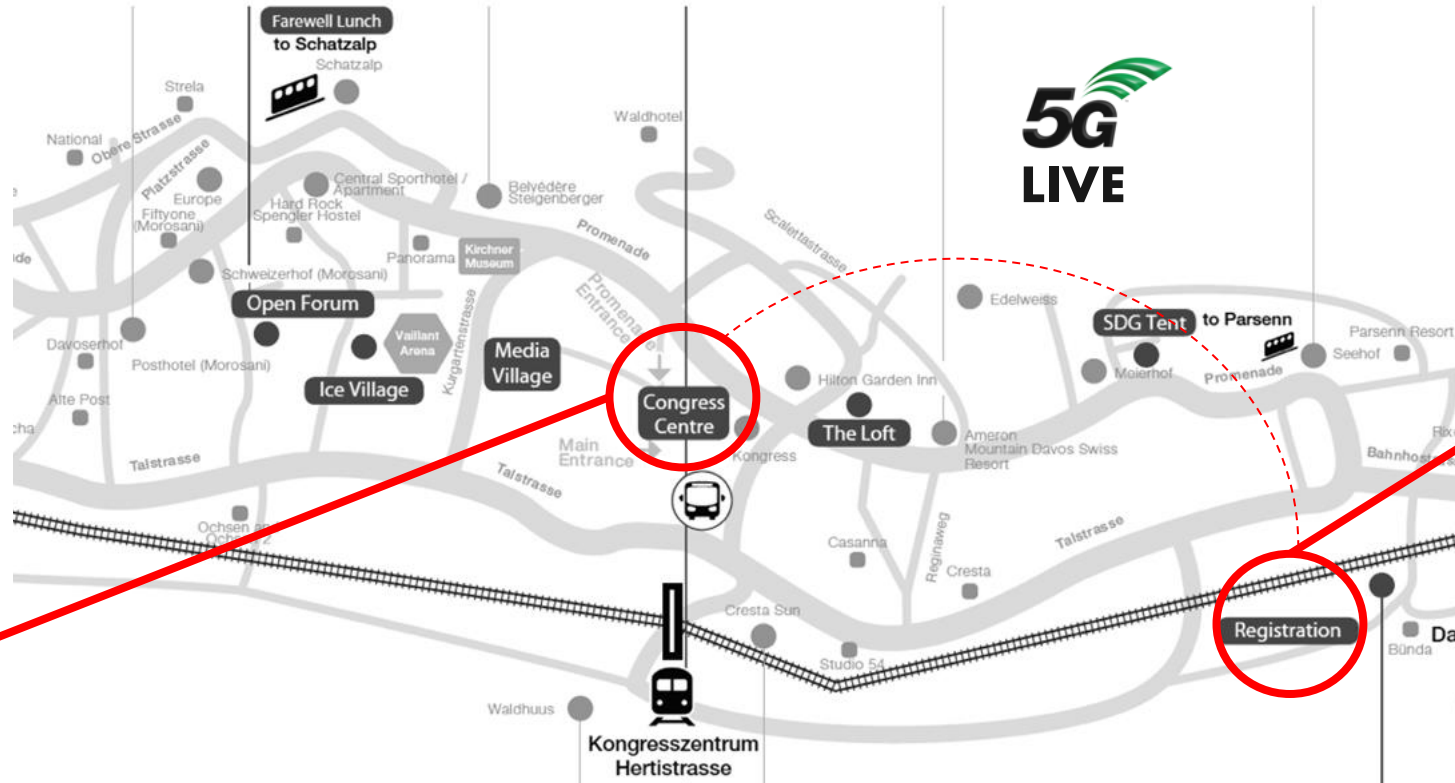 Farewell Lunch
to Schatzalp
Schatzalp
Strela
National
Obere Strasse
Platzstrasse
Europe
Fiftyone
(Morosani)
Central Sporthotel /
Apartment
Hard Rock
Spengler Hostel
Schweizerhof (Morosani)
Panorama
Belvédère
Steigenberger
Kirchner
Museum
Waldhotel
5G
LIVE
Promenade
Scalettastrasse
Promenade
Entrance
Open Forum
Vaillant
Arena
Ice Village
Kurgartenstrasse
Media
Village
Davoserhof
Posthotel (Morosani)
Alte Post
Congress
Centre
Main
Entrance
Kongress
Hilton Garden Inn
The Loft
Edelweiss
Ameron
Mountain Davos Swiss
Resort
SDG Tent
to Parsenn
Moierhof
Promenade
Seehof
Parsenn Resort
Talstrasse
Talstrasse
Talstrasse
Casanna
Reginaweg
Cresta
Cresta Sun
Studio 54
Registration
Bünda
Waldhuus
Kongresszentrum
Hertistrasse